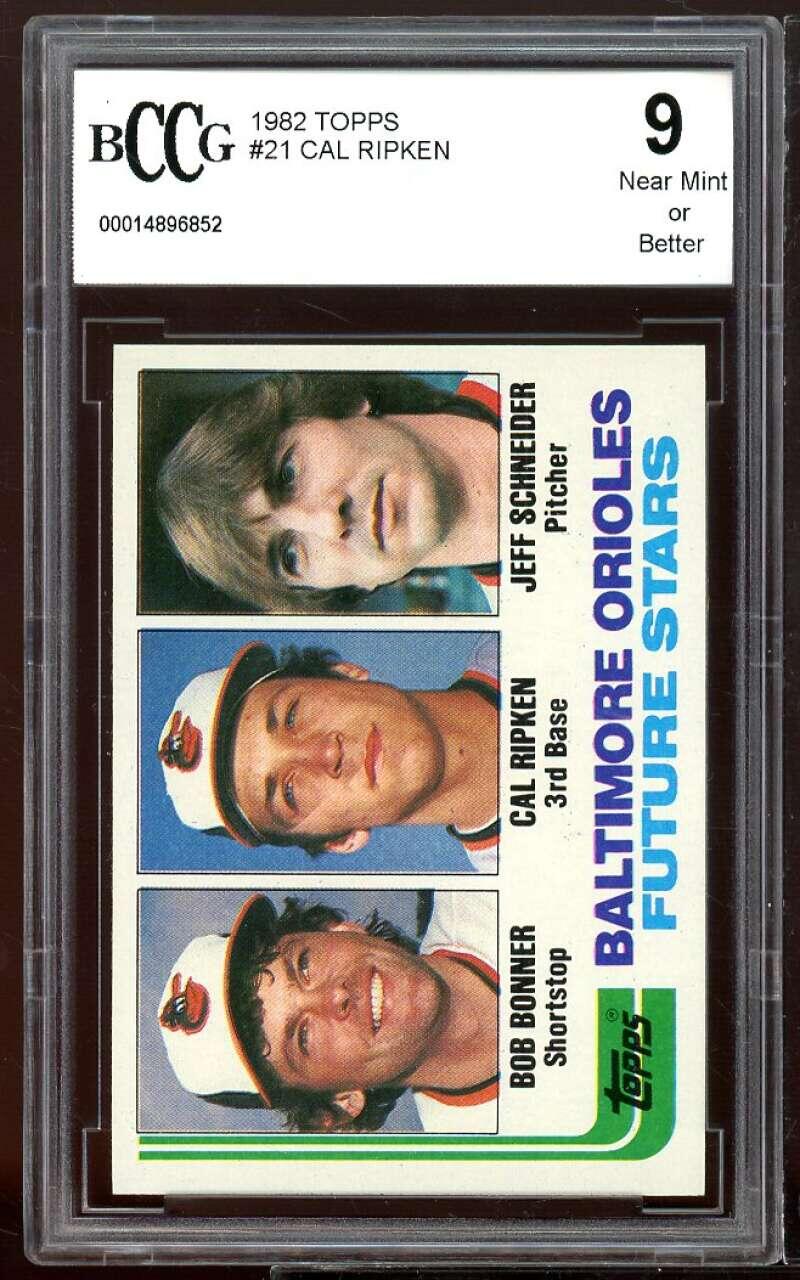 BCCG
1982 TOPPS
#21 CAL RIPKEN
00014896852
9
Near Mint
or
Better
BOB BONNER
Shortstop
CAL RIPKEN
3rd Base
JEFF SCHNEIDER
Pitcher
topps®
BALTIMORE ORIOLES
FUTURE STARS